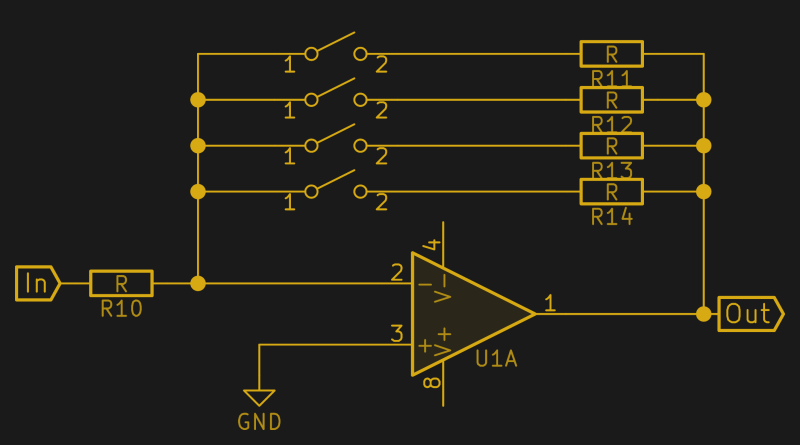 1 2 R
R11
1 2 R
R12
1 2 R
R13
1 2 R
R14
4
In R 2 − V− 1 Out
R10
3 + V+ U1A
8
GND